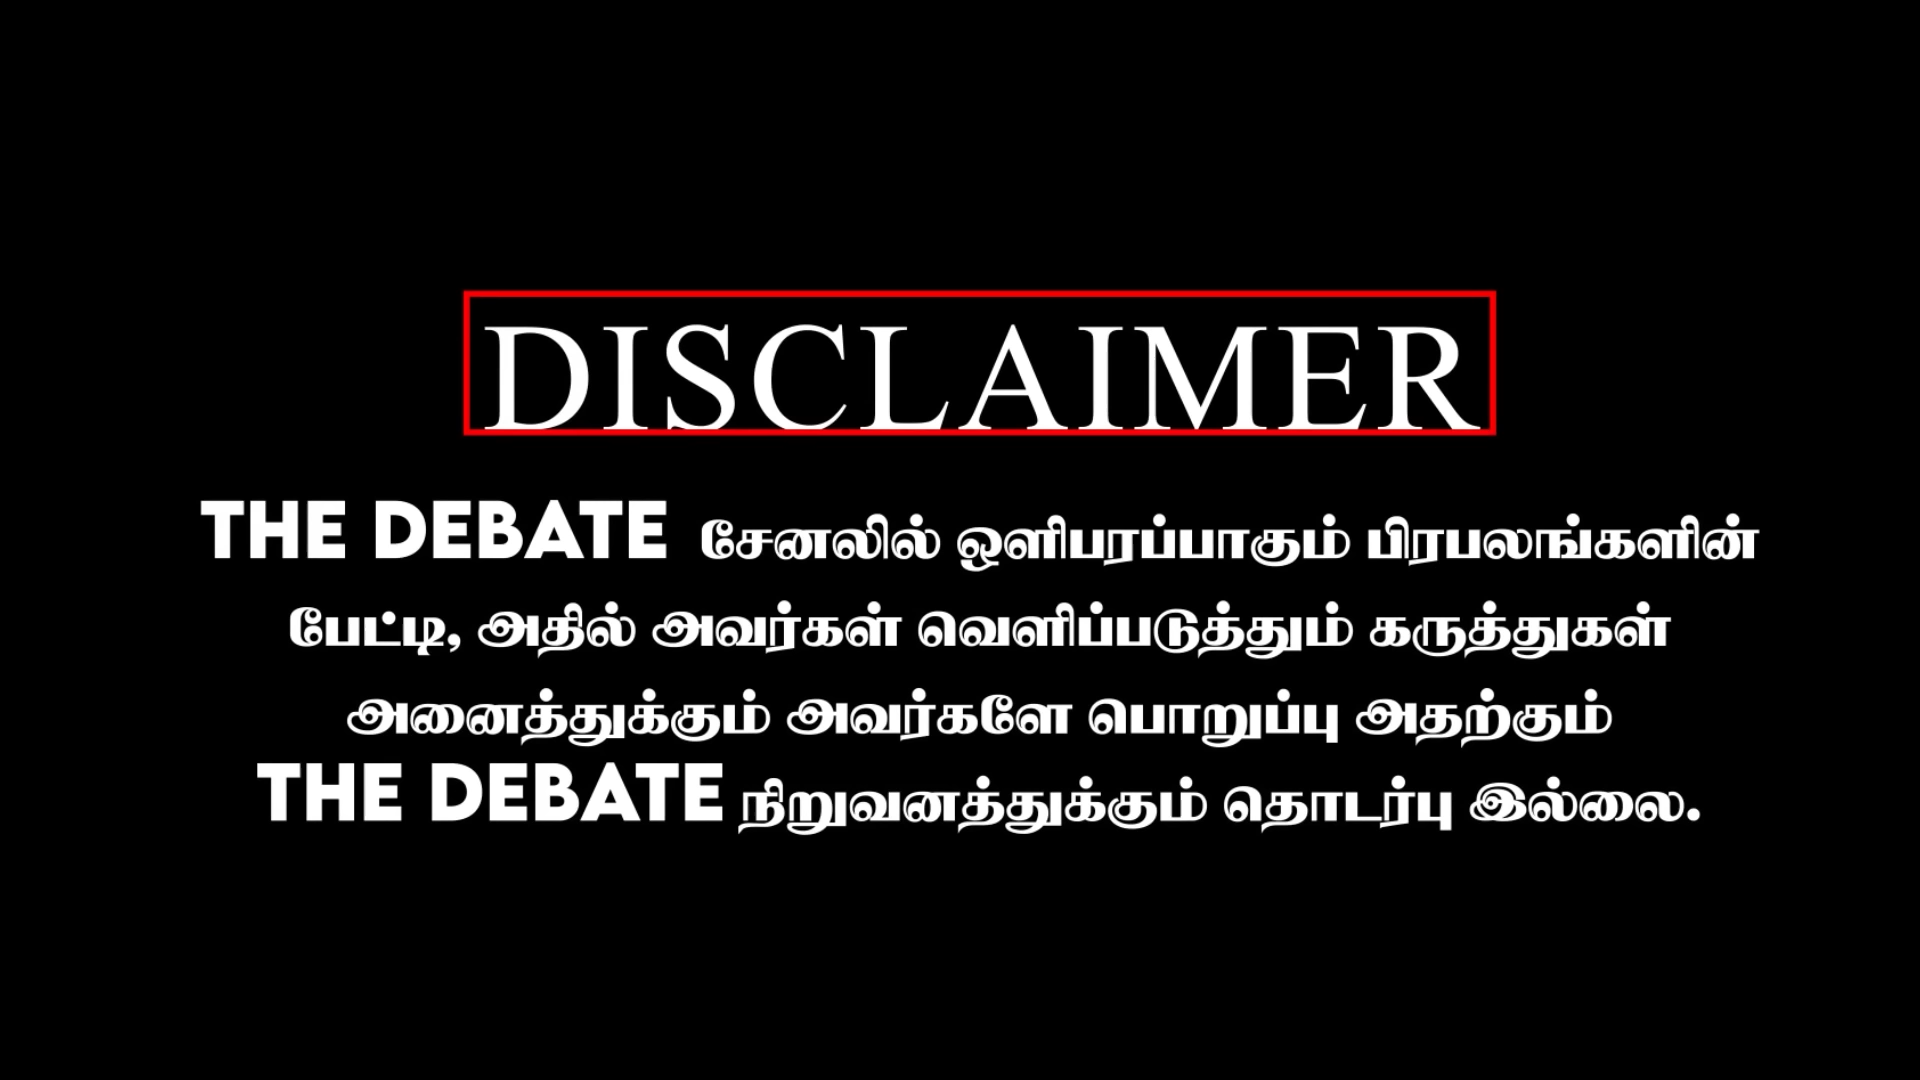 DISCLAIMER
THE DEBATE சேனலில் ஒளிபரப்பாகும் பிரபலங்களின்
பேட்டி, அதில் அவர்கள் வெளிப்படுத்தும் கருத்துகள்
அனைத்துக்கும் அவர்களே பொறுப்பு அதற்கும்
THE DEBATE நிறுவனத்துக்கும் தொடர்பு இல்லை.